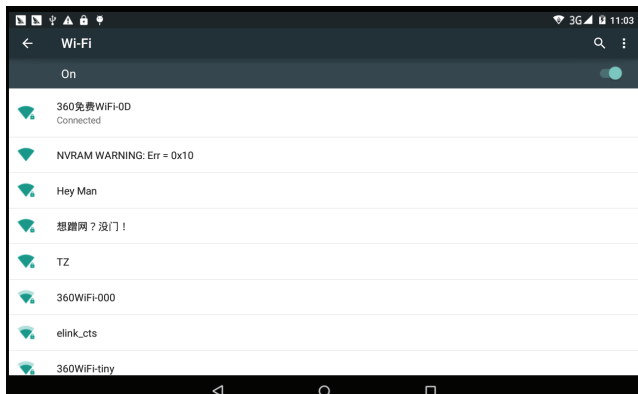 3G 11:03
Wi-Fi
On
360免费WiFi-0D
Connected
NVRAM WARNING: Err = 0x10
Hey Man
想蹭网？没门！
TZ
360WiFi-000
elink_cts
360WiFi-tiny